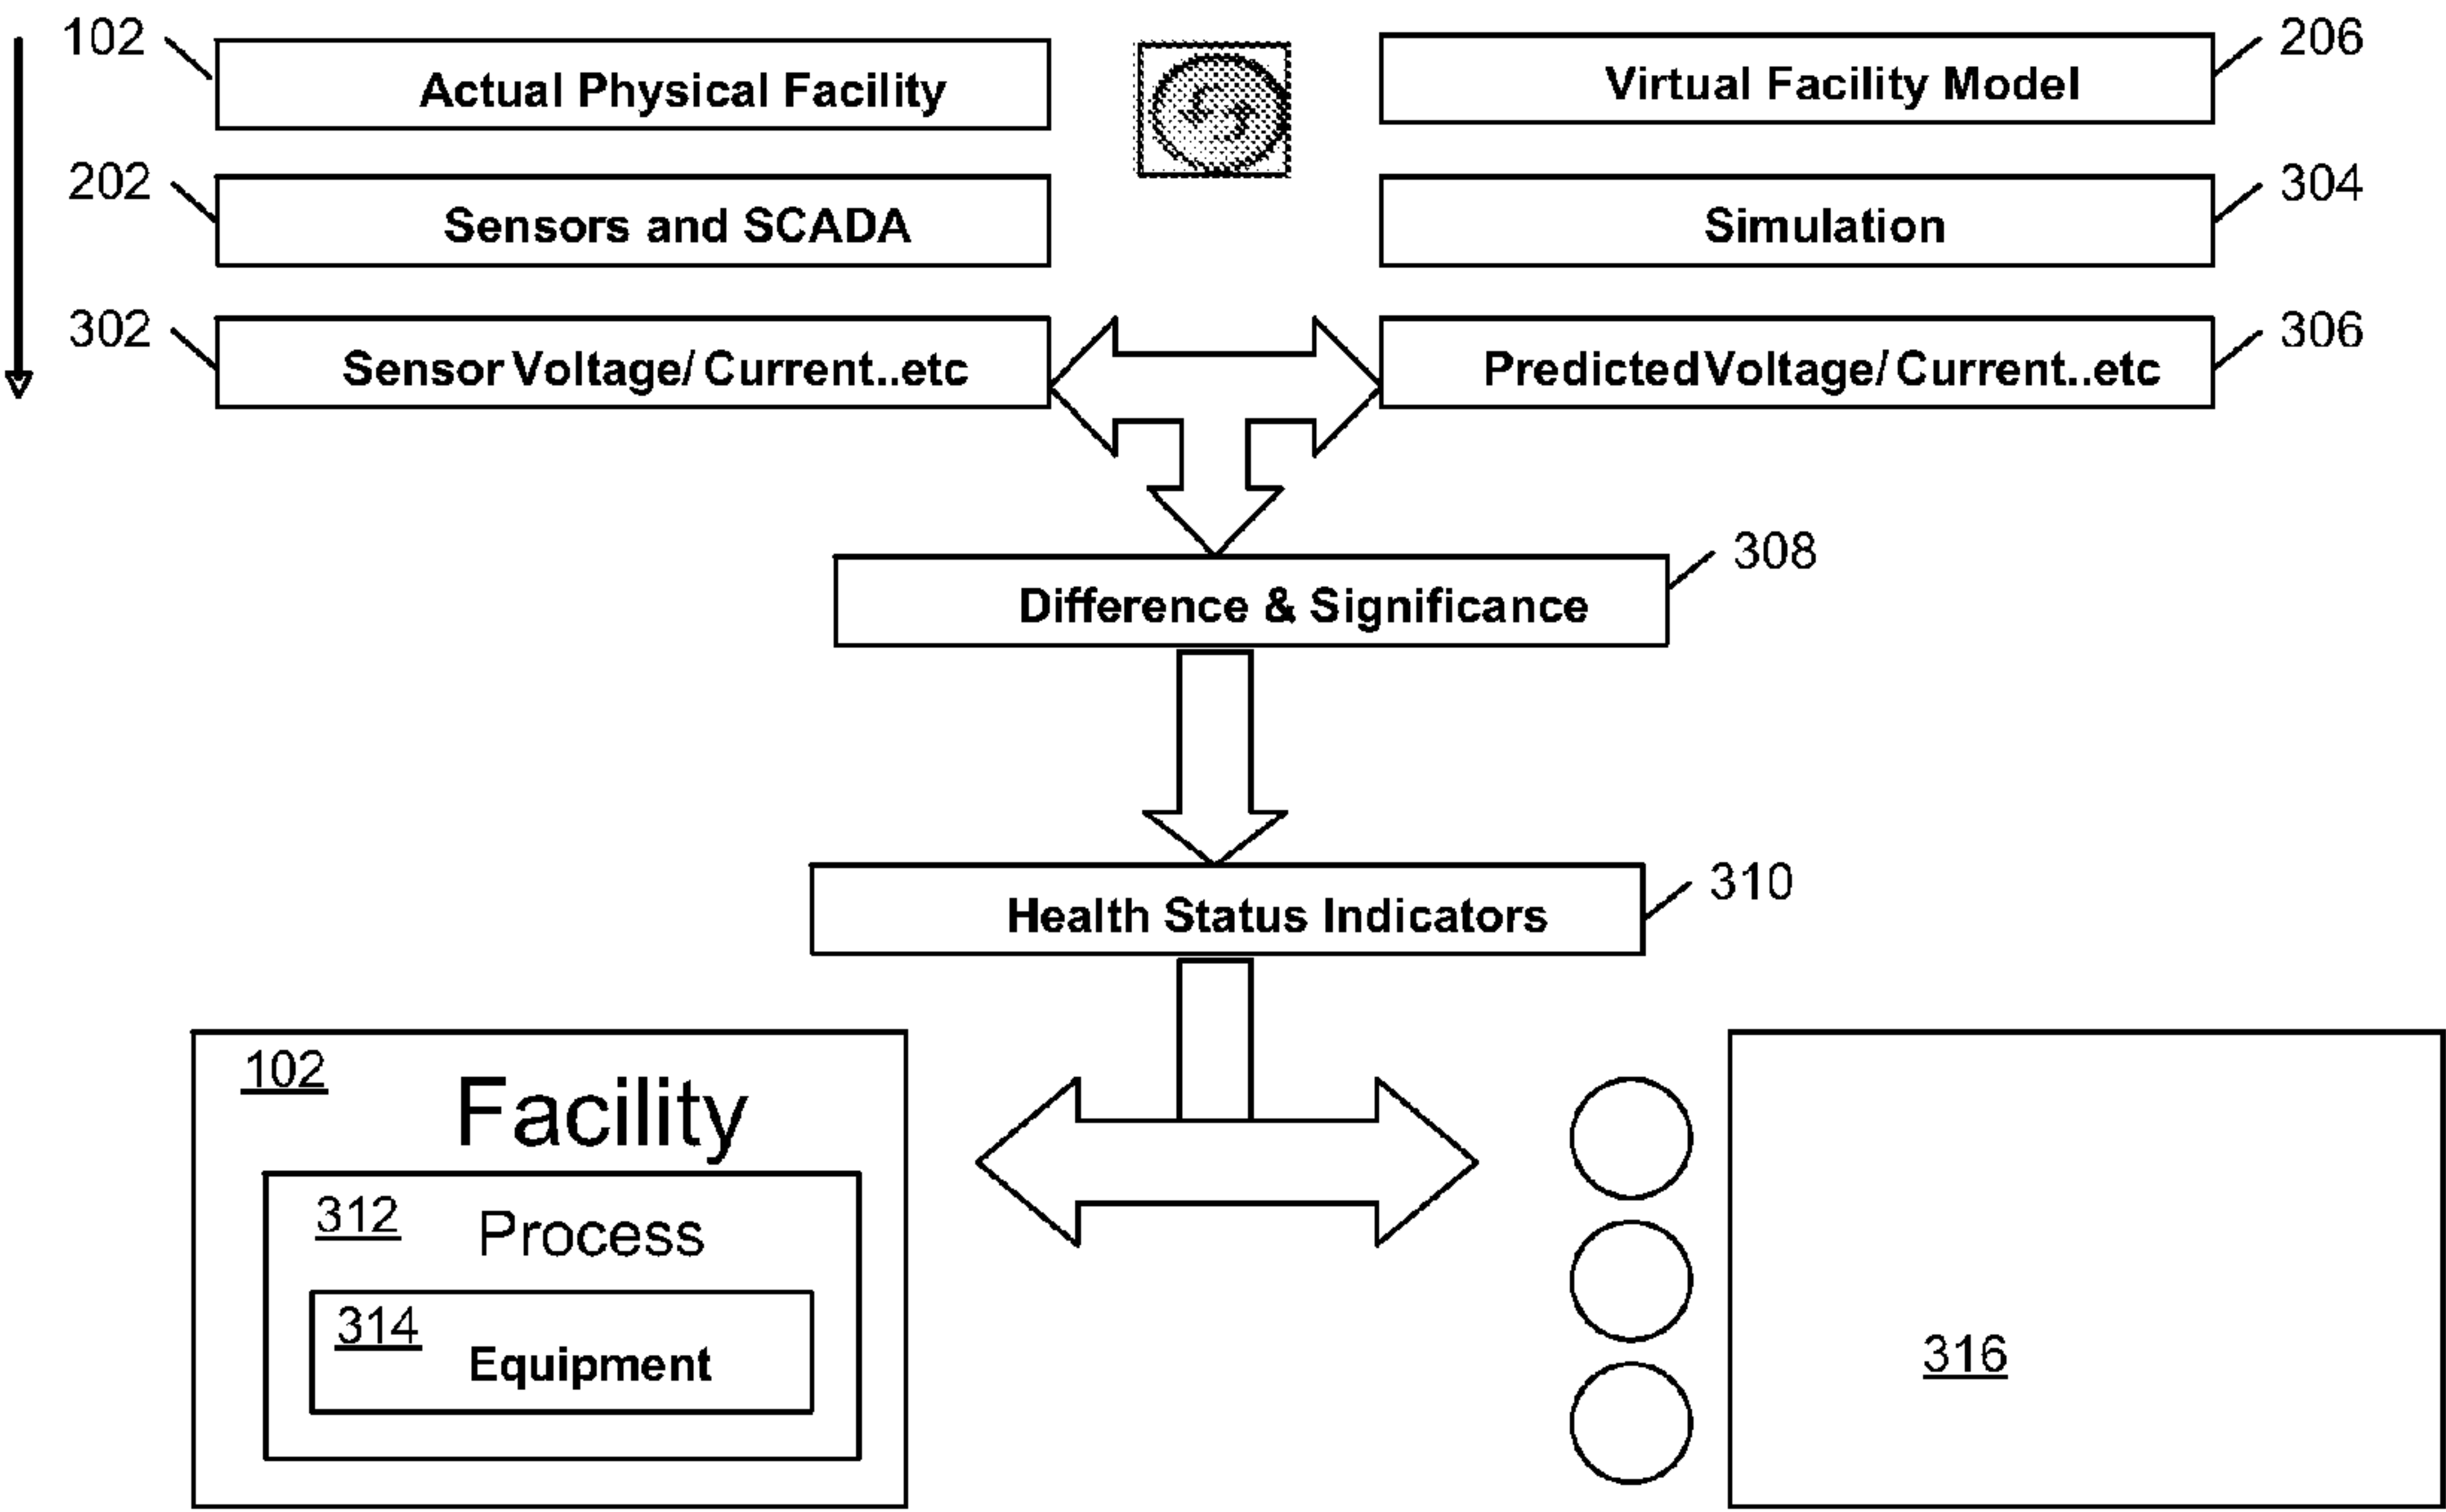 102
Actual Physical Facility
Virtual Facility Model
206
202
Sensors and SCADA
Simulation
304
302
Sensor Voltage/ Current..etc
Predicted Voltage/ Current..etc
306
308
Difference & Significance
310
Health Status Indicators
102
Facility
312
Process
314
Equipment
316